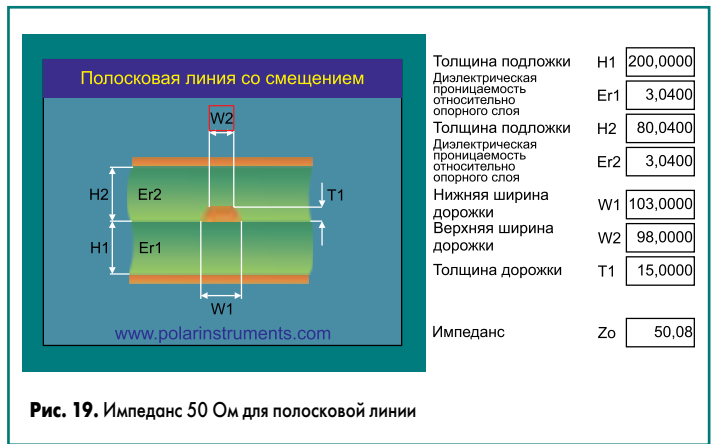 Полосковая линия со смещением
W2
H2
Er2
T1
H1
Er1
W1
www.polarinstruments.com
Толщина подложки H1 200,0000
Диэлектрическая
проницаемость
относительно
опорного слоя
Er1 3,0400
Толщина подложки H2 80,0400
Диэлектрическая
проницаемость
относительно
опорного слоя
Er2 3,0400
Нижняя ширина
дорожки
W1 103,0000
Верхняя ширина
дорожки
W2 98,0000
Толщина дорожки T1 15,0000
Импеданс Zo 50,08
Рис. 19. Импеданс 50 Ом для полосковой линии